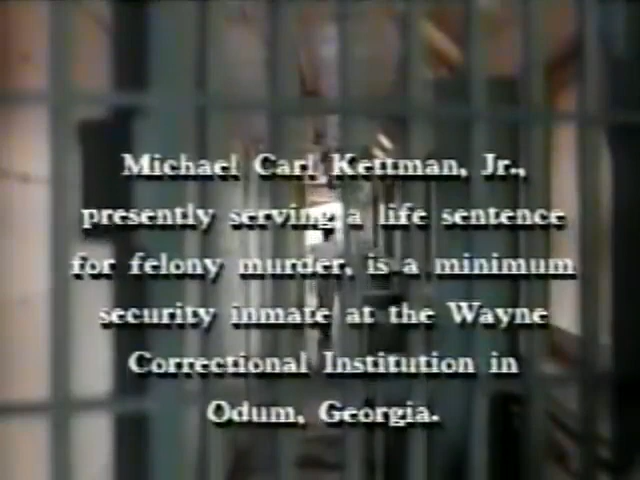 Michael Carl Kettman, Jr.,
presently serving a life sentence
for felony murder, is a minimum
security inmate at the Wayne
Correctional Institution in
Odum, Georgia.